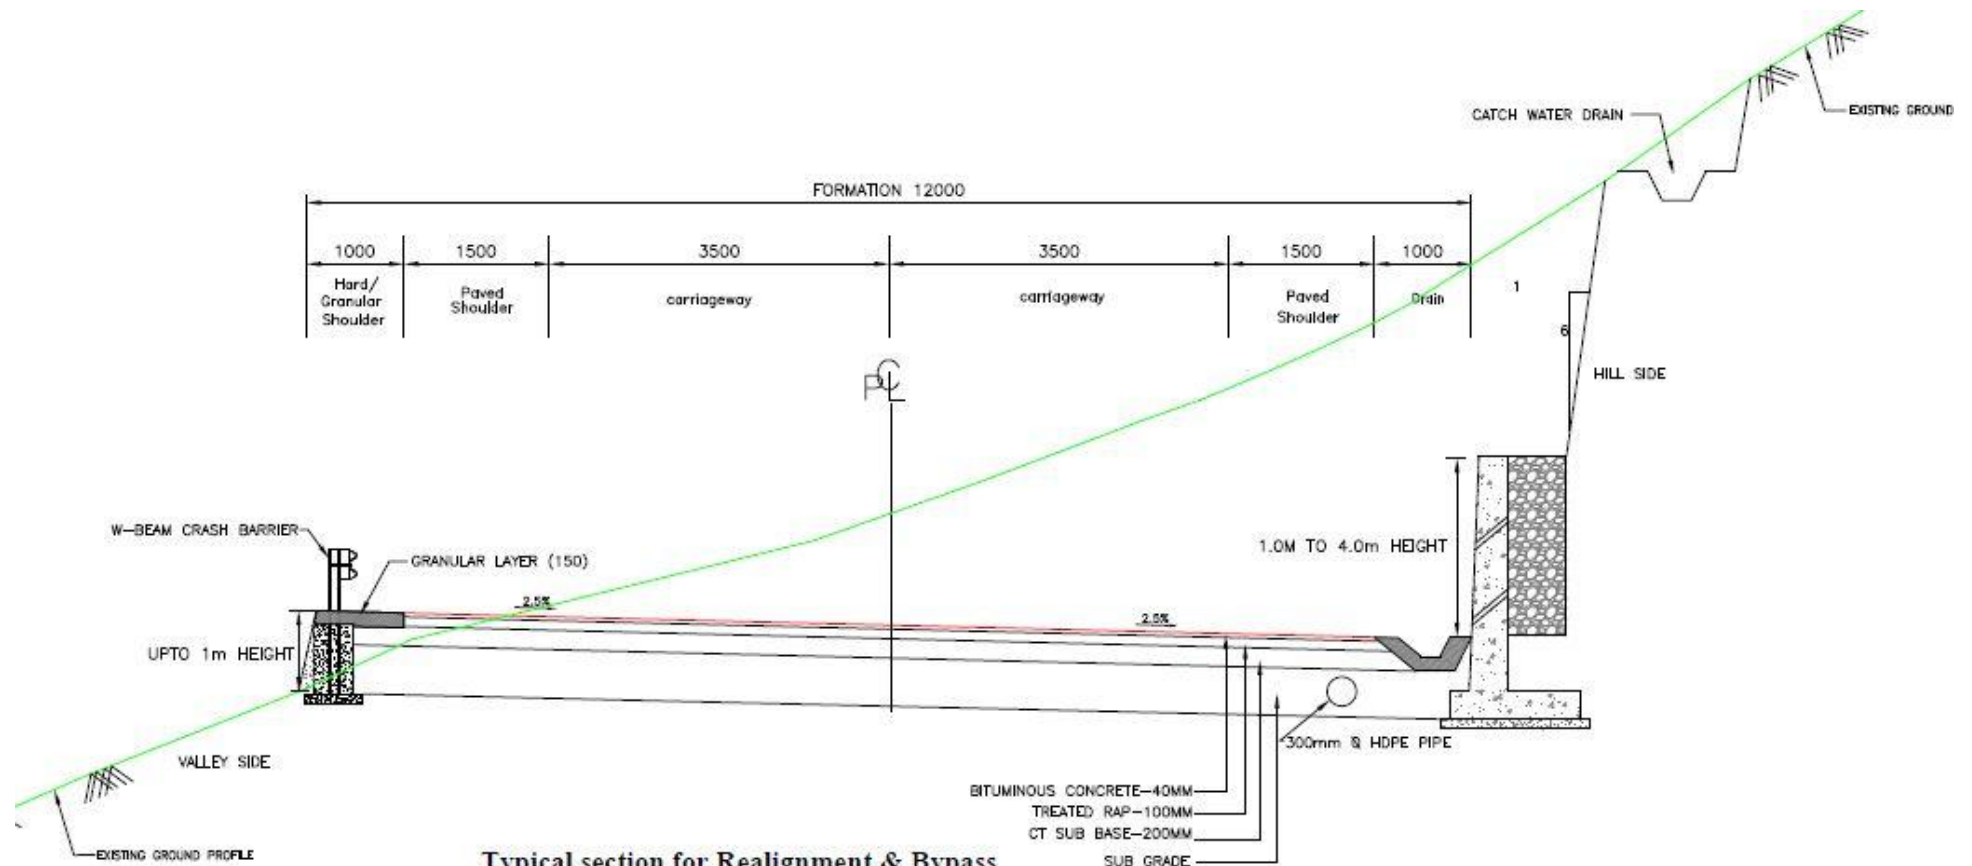 CATCH WATER DRAIN
EXISTING GROUND
FORMATION 12000
1000
1500
3500
3500
1500
1000
Hard/
Granular
Shoulder
Paved
Shoulder
carriageway
carriageway
Paved
Shoulder
Drain
1
6
HILL SIDE
PCL
W-BEAM CRASH BARRIER
GRANULAR LAYER (150)
1.0M TO 4.0m HEIGHT
2.5%
2.5%
UPTO 1m HEIGHT
300mm Ø HDPE PIPE
VALLEY SIDE
BITUMINOUS CONCRETE-40MM
TREATED RAP-100MM
CT SUB BASE-200MM
SUB GRADE
EXISTING GROUND PROFILE
Typical section for Realignment & Bypass